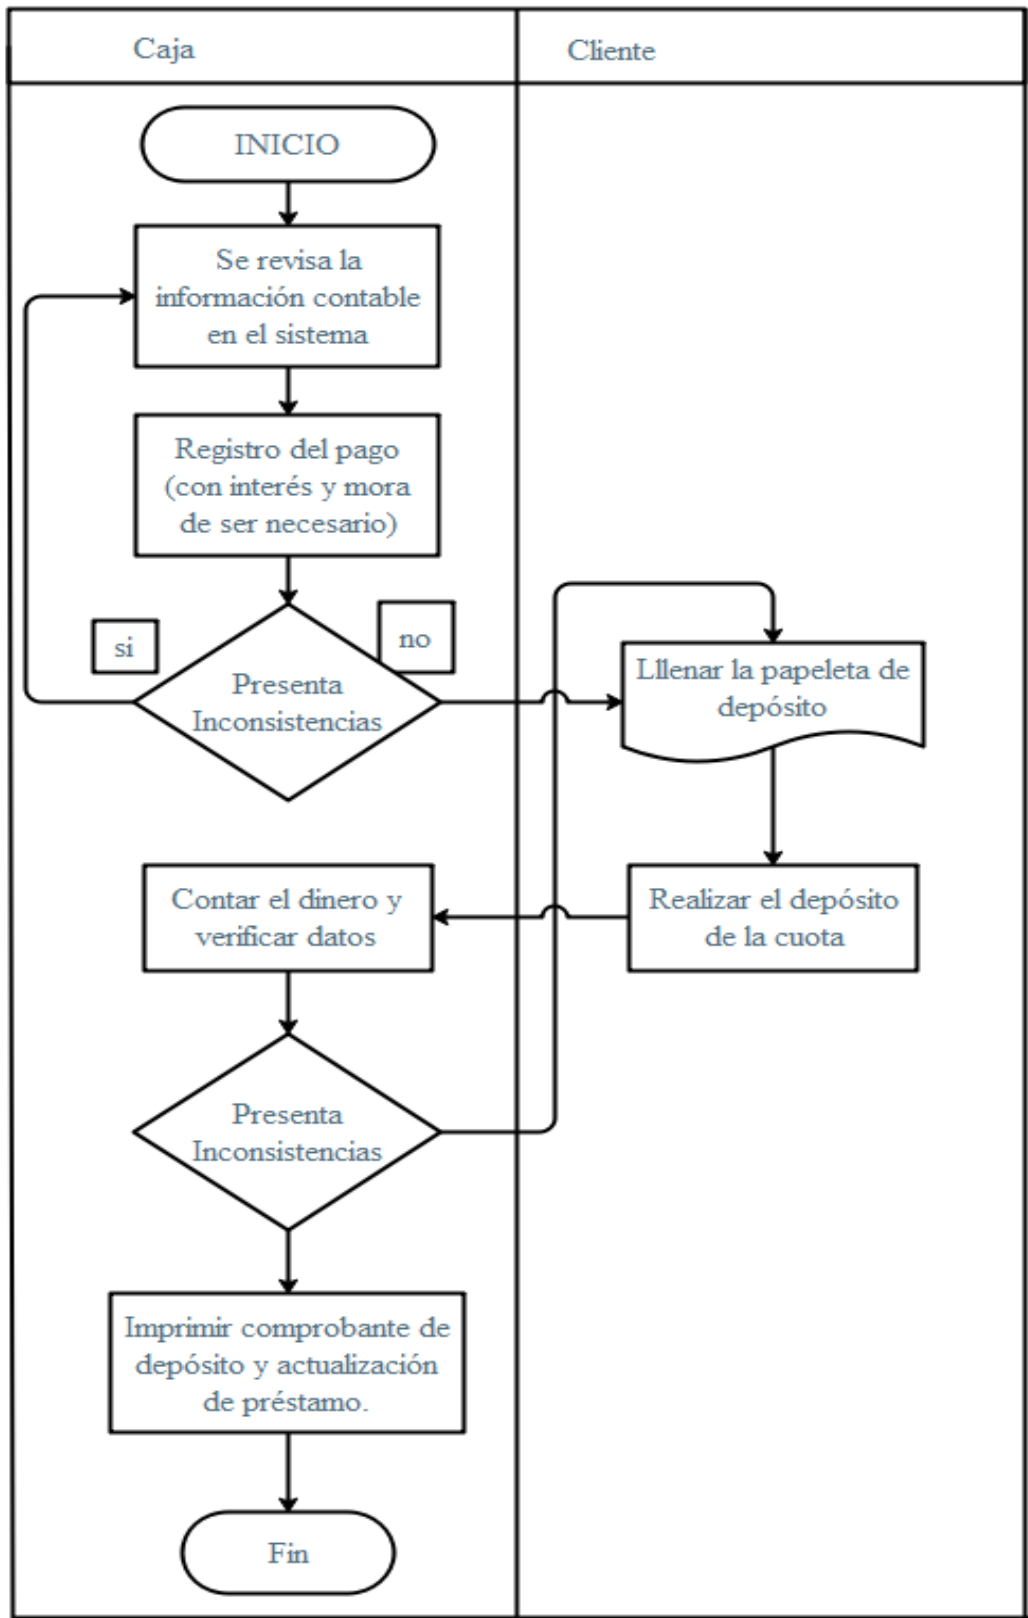 Caja
Cliente
INICIO
Se revisa la
información contable
en el sistema
Registro del pago
(con interés y mora
de ser necesario)
si
no
Presenta
Inconsistencias
Lllenar la papeleta de
depósito
Contar el dinero y
verificar datos
Realizar el depósito
de la cuota
Presenta
Inconsistencias
Imprimir comprobante de
depósito y actualización
de préstamo.
Fin